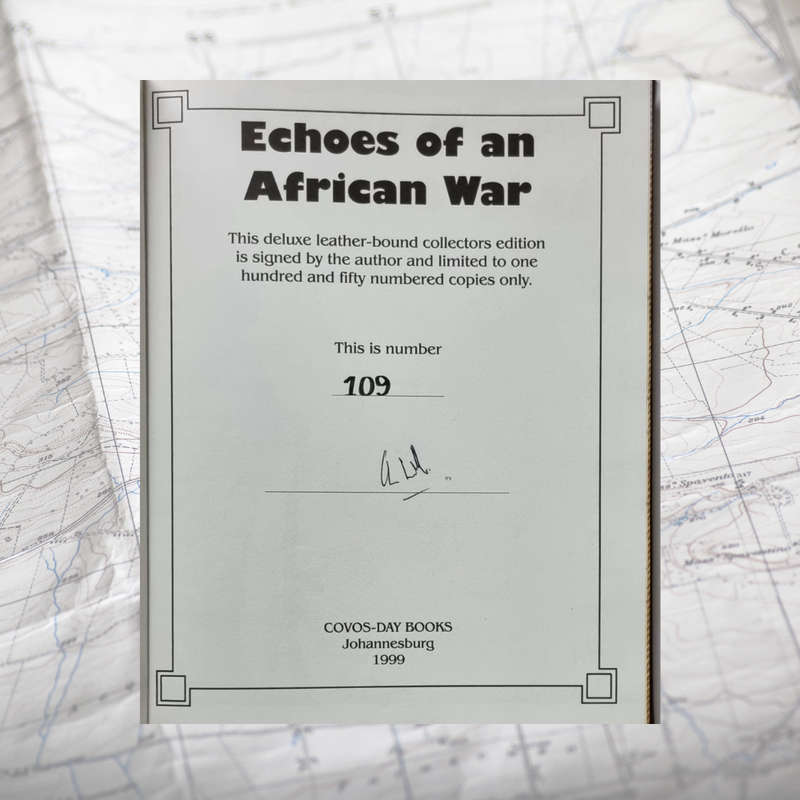 Echoes of an
African War
This deluxe leather-bound collectors edition
is signed by the author and limited to one
hundred and fifty numbered copies only.
This is number
109
COVOS-DAY BOOKS
Johannesburg
1999